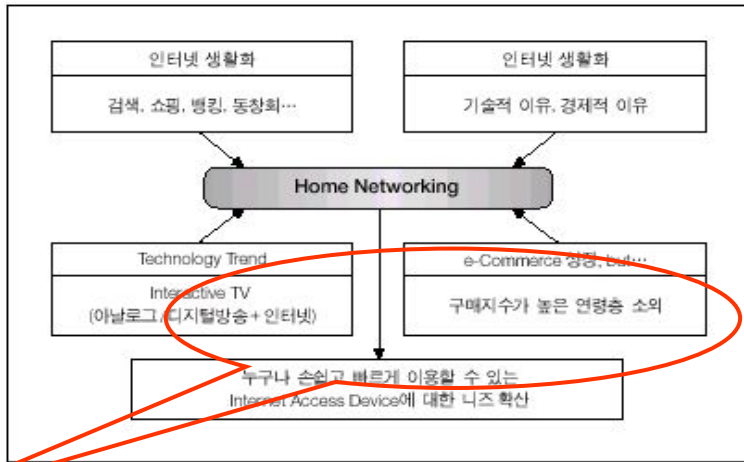 인터넷 생활화
검색, 쇼핑, 뱅킹, 동창회…
인터넷 생활화
기술적 이유, 경제적 이유
Home Networking
Technology Trend
Interactive TV
(아날로그/디지털방송+인터넷)
e-Commerce 성장, but…
구매지수가 높은 연령층 소외
누구나 손쉽고 빠르게 이용할 수 있는
Internet Access Device에 대한 니즈 확산